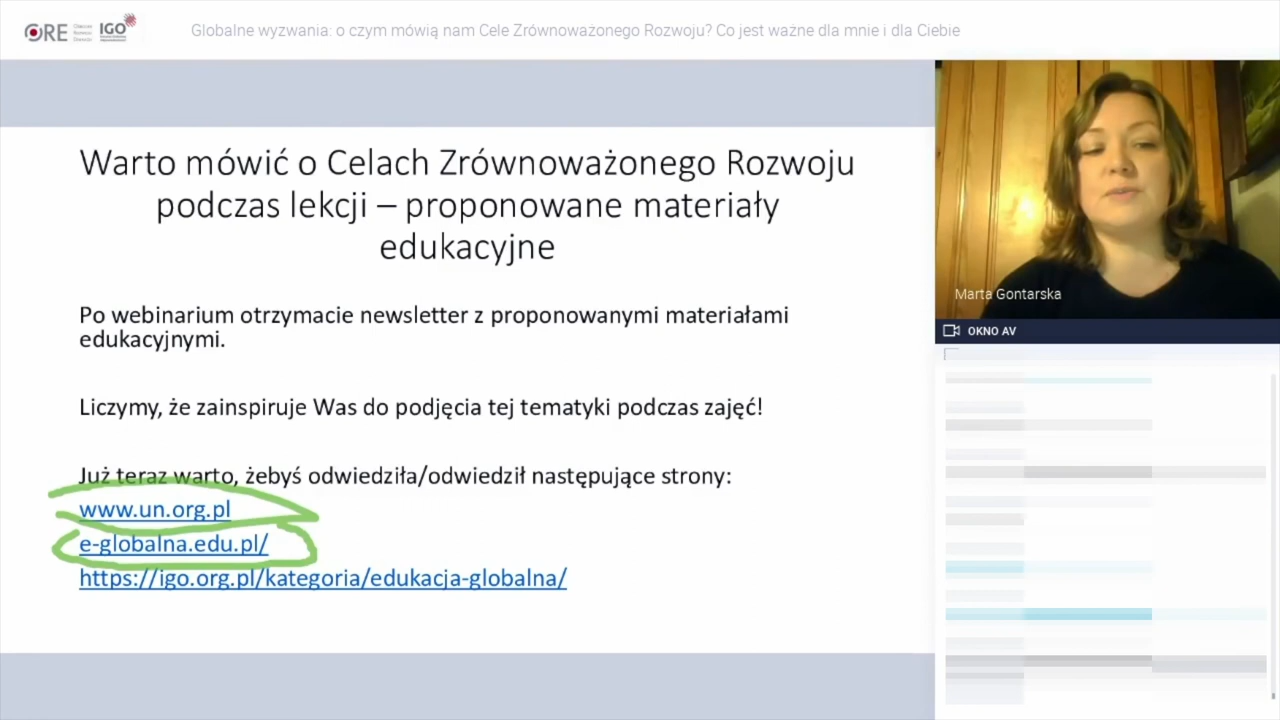 ORE
IGO
Globalne wyzwania: o czym mówią nam Cele Zrównoważonego Rozwoju? Co jest ważne dla mnie i dla Ciebie
Warto mówić o Celach Zrównoważonego Rozwoju
podczas lekcji – proponowane materiały
edukacyjne
Po webinarium otrzymacie newsletter z proponowanymi materiałami
edukacyjnymi.
Liczymy, że zainspiruje Was do podjęcia tej tematyki podczas zajęć!
Już teraz warto, żebyś odwiedziła/odwiedził następujące strony:
www.un.org.pl
e-globalna.edu.pl/
https://igo.org.pl/kategoria/edukacja-globalna/
Marta Gontarska
OKNO AV